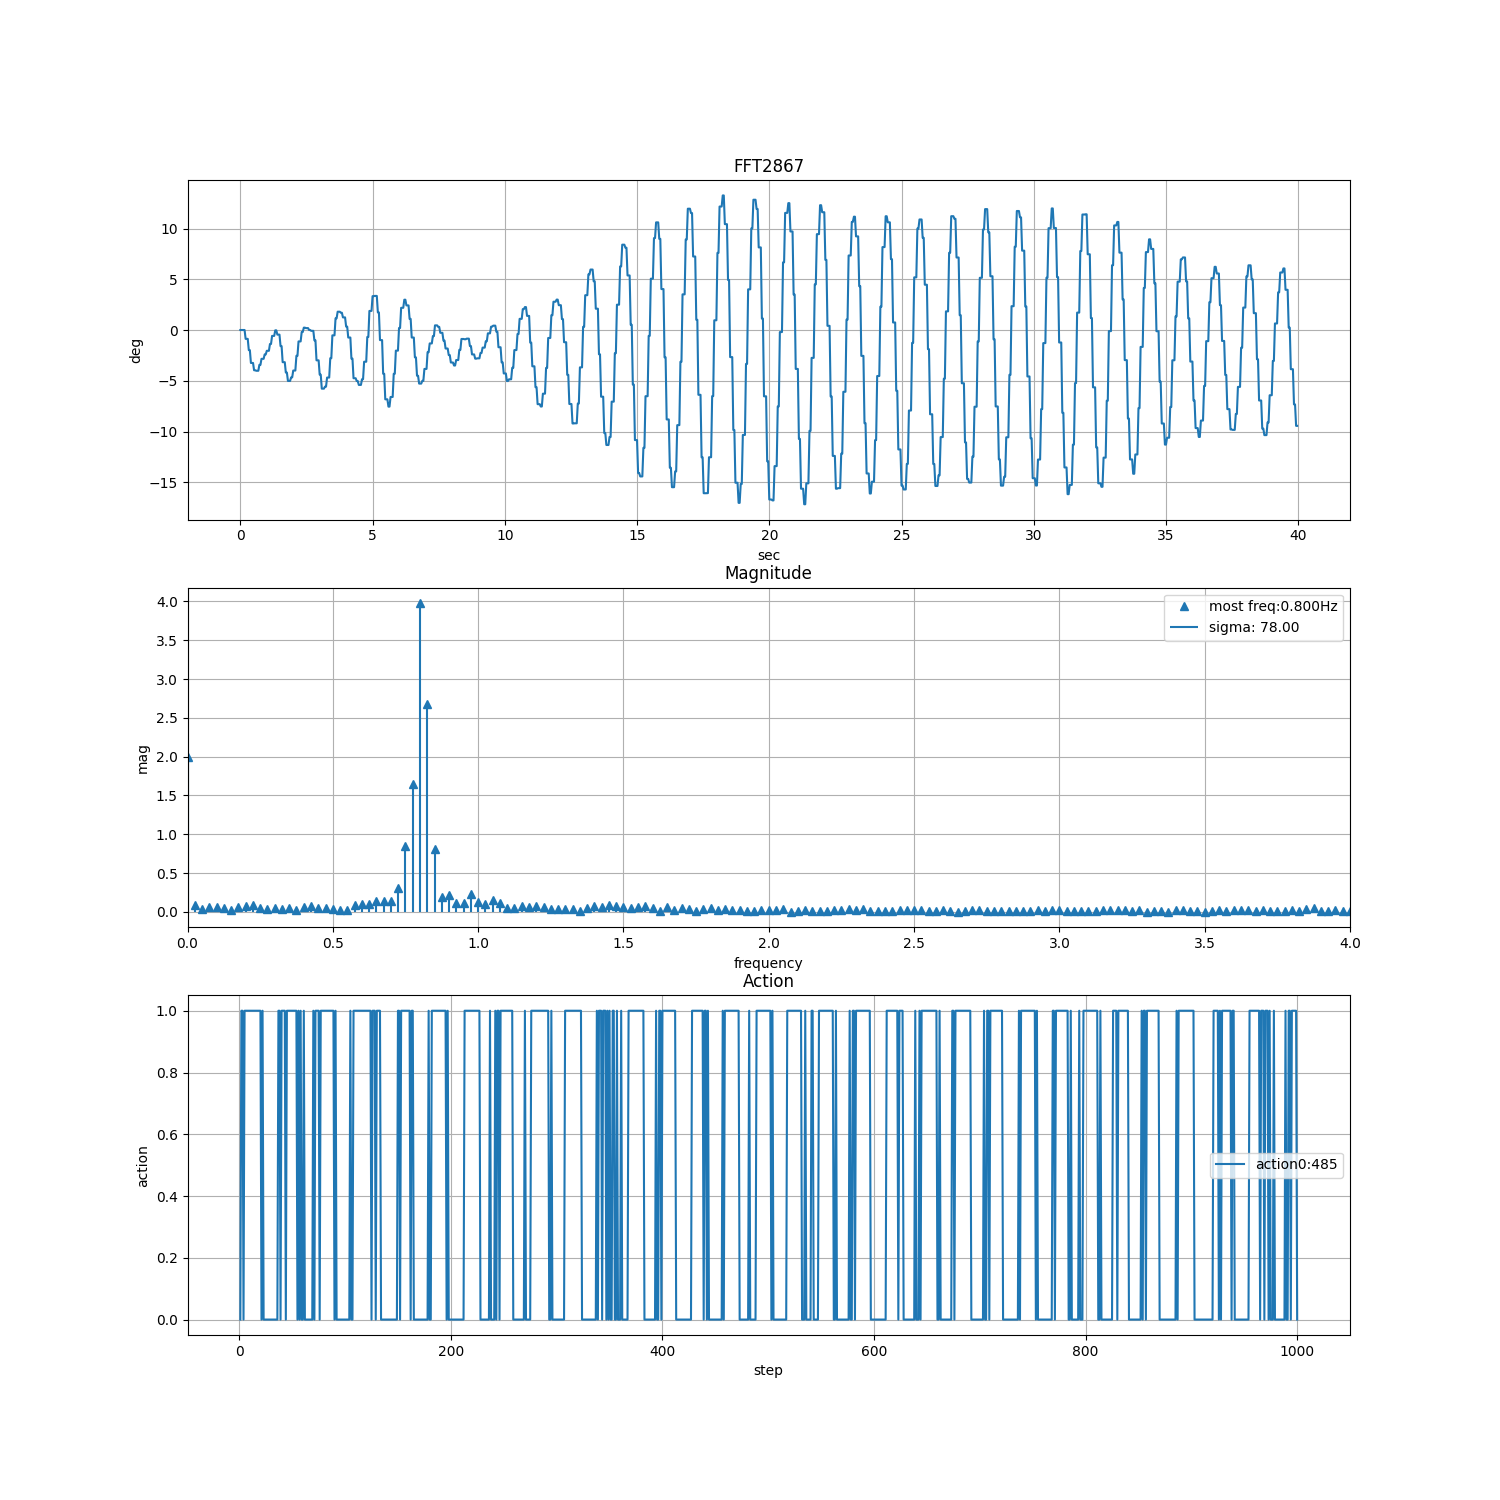 FFT2867
10
5
0
−5
−10
−15
deg
0 5 10 15 20 25 30 35 40
sec
Magnitude
4.0
3.5
3.0
2.5
2.0
1.5
1.0
0.5
0.0
mag
most freq:0.800Hz
sigma: 78.00
0.0 0.5 1.0 1.5 2.0 2.5 3.0 3.5 4.0
frequency
Action
1.0
0.8
0.6
0.4
0.2
0.0
action
action0:485
0 200 400 600 800 1000
step